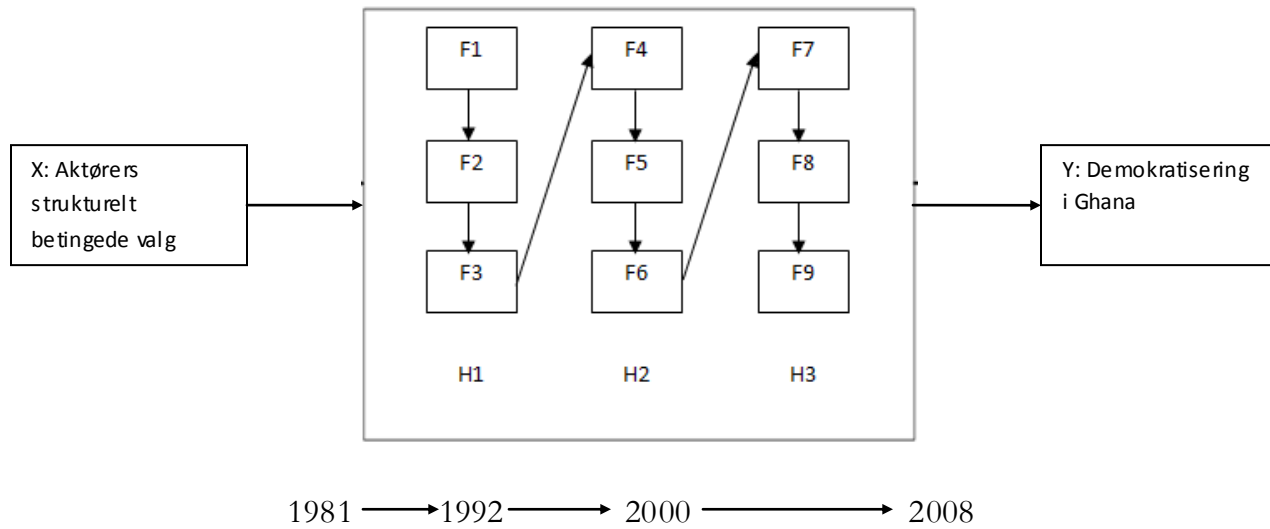 F1 F4 F7
X: Aktørers
strukturelt
betingede valg
F2 F5 F8
Y: Demokratisering
i Ghana
F3 F6 F9
H1 H2 H3
1981 1992 2000 2008